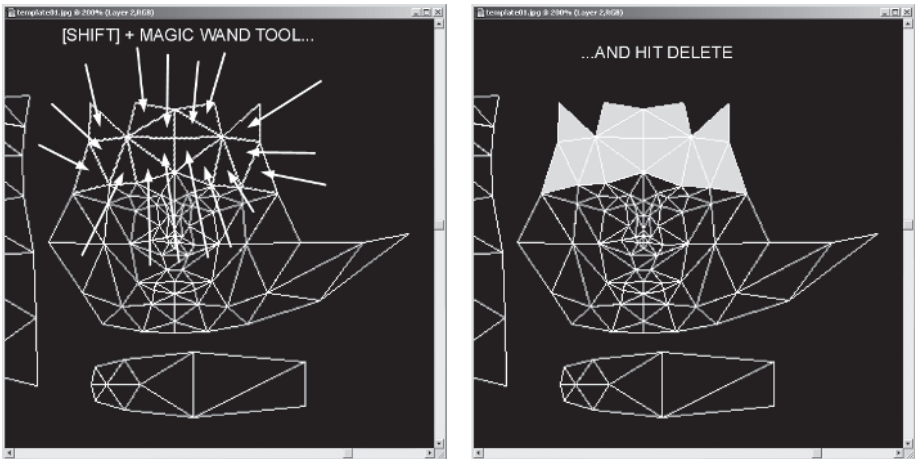 template01.jpg @ 200% (Layer 2,RGB)
[SHIFT] + MAGIC WAND TOOL...
template01.jpg @ 200% (Layer 2,RGB)
...AND HIT DELETE